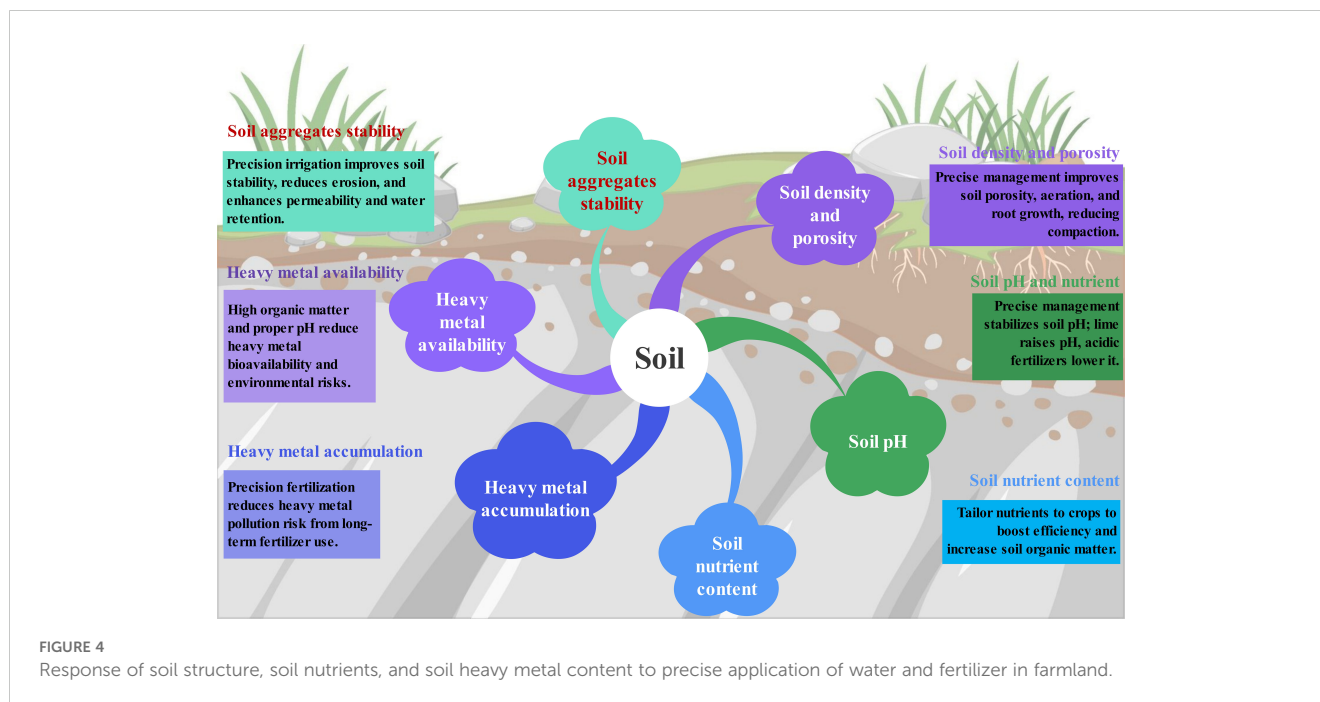 Soil aggregates stability
Precision irrigation improves soil
stability, reduces erosion, and
enhances permeability and water
retention.
Heavy metal availability
High organic matter
and proper pH reduce
heavy metal
bioavailability and
environmental risks.
Heavy metal accumulation
Precision fertilization
reduces heavy metal
pollution risk from long-
term fertilizer use.
Soil
aggregates
stability
Soil density
and
porosity
Heavy
metal
availability
Soil
Soil pH
Heavy metal
accumulation
Soil
nutrient
content
Soil density and porosity
Precise management improves
soil porosity, aeration, and
root growth, reducing
compaction.
Soil pH and nutrient
Precise management
stabilizes soil pH; lime
raises pH, acidic
fertilizers lower it.
Soil nutrient content
Tailor nutrients to crops to
boost efficiency and
increase soil organic matter.
FIGURE 4
Response of soil structure, soil nutrients, and soil heavy metal content to precise application of water and fertilizer in farmland.